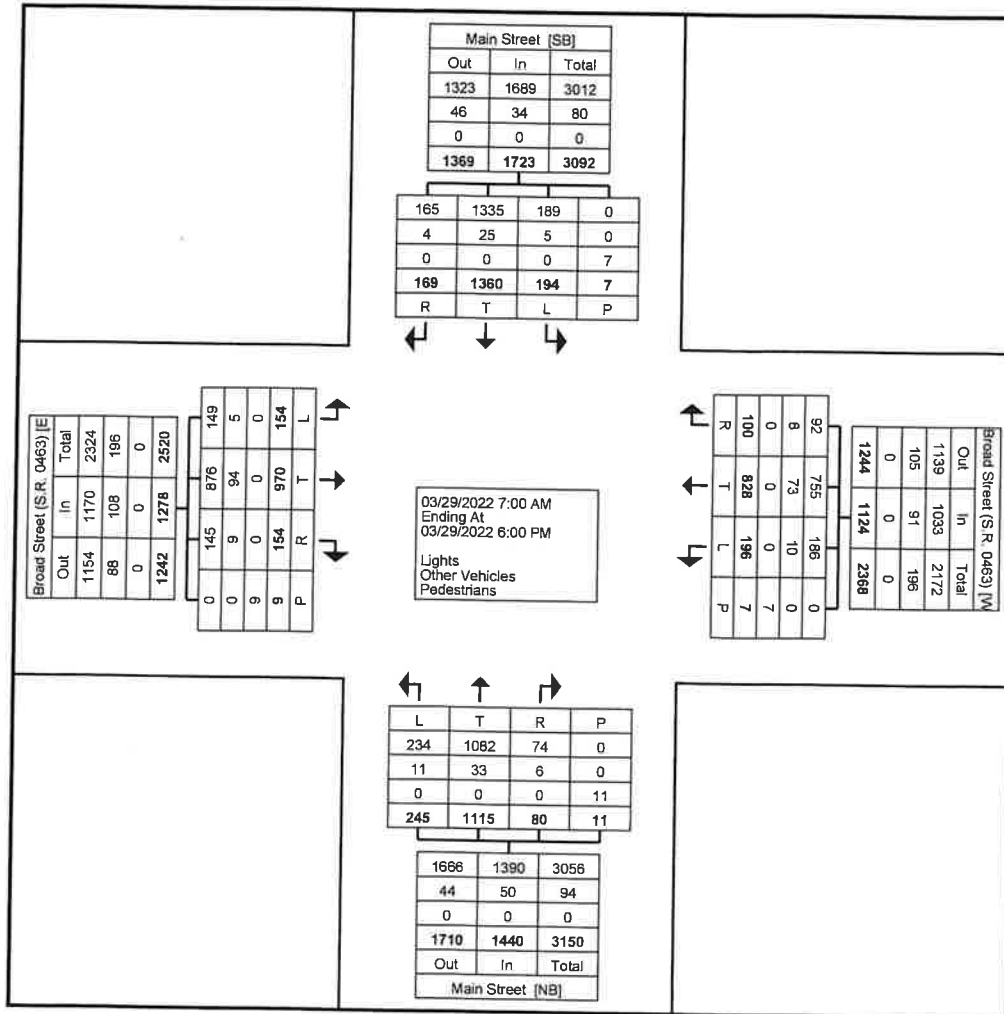 Main Street [SB]
Out In Total
1323 1689 3012
46 34 80
0 0 0
1369 1723 3092
165 1335 189 0
4 25 5 0
0 0 0 7
169 1360 194 7
R T L P
Broad Street (S.R. 0463) [E
Total 2324 196 0 2520
In 1170 108 0 1278
Out 1154 88 0 1242
149 5 0 154 L
876 94 0 970 T
145 9 0 154 R
0 0 9 9 P
03/29/2022 7:00 AM
Ending At
03/29/2022 6:00 PM
Lights
Other Vehicles
Pedestrians
Broad Street (S.R. 0463) [W
Out 1139 105 0 1244
In 1033 91 0 1124
Total 2172 196 0 2368
92 8 0 100 R
755 73 0 828 T
186 10 0 196 L
0 0 7 7 P
L T R P
234 1082 74 0
11 33 6 0
0 0 0 11
245 1115 80 11
1666 1390 3056
44 50 94
0 0 0
1710 1440 3150
Out In Total
Main Street [NB]